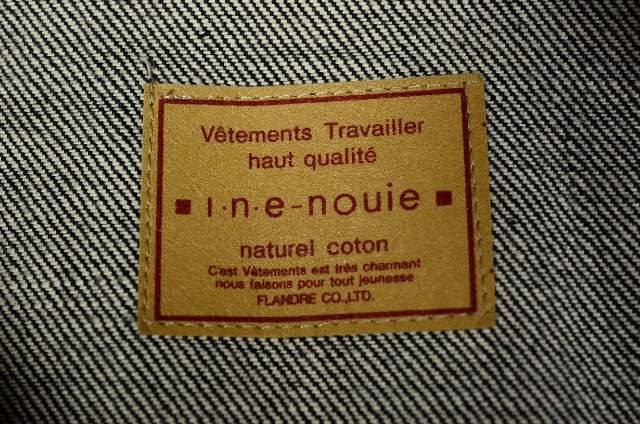 Vêtements Travailler
haut qualité
■ I·n·e-nouie ■
naturel coton
C'est Vêtements est très charmant
nous faisons pour tout jeunesse
FLANDRE CO.,LTD.